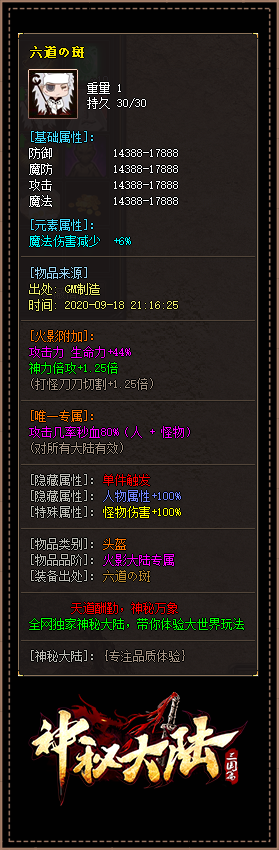 六道の斑
重量 1
持久 30/30
[基础属性]:
防御 14388-17888
魔防 14388-17888
攻击 14388-17888
魔法 14388-17888
[元素属性]:
魔法伤害减少 +6%
[物品来源]
出处: GM制造
时间: 2020-09-18 21:16:25
[火影附加]:
攻击力 生命力+44%
神力倍攻+1.25倍
(打怪刀刀切割+1.25倍)
[唯一专属]:
攻击几率秒血80% ( 人 + 怪物 )
(对所有大陆有效)
[隐藏属性]: 单件触发
[隐藏属性]: 人物属性+100%
[特殊属性]: 怪物伤害+100%
[物品类别]: 头盔
[物品品阶]: 火影大陆专属
[装备出处]: 六道の斑
天道酬勤，神秘万象
全网独家神秘大陆，带你体验大世界玩法
[神秘大陆]: {专注品质体验}
神秘大陆
三国篇